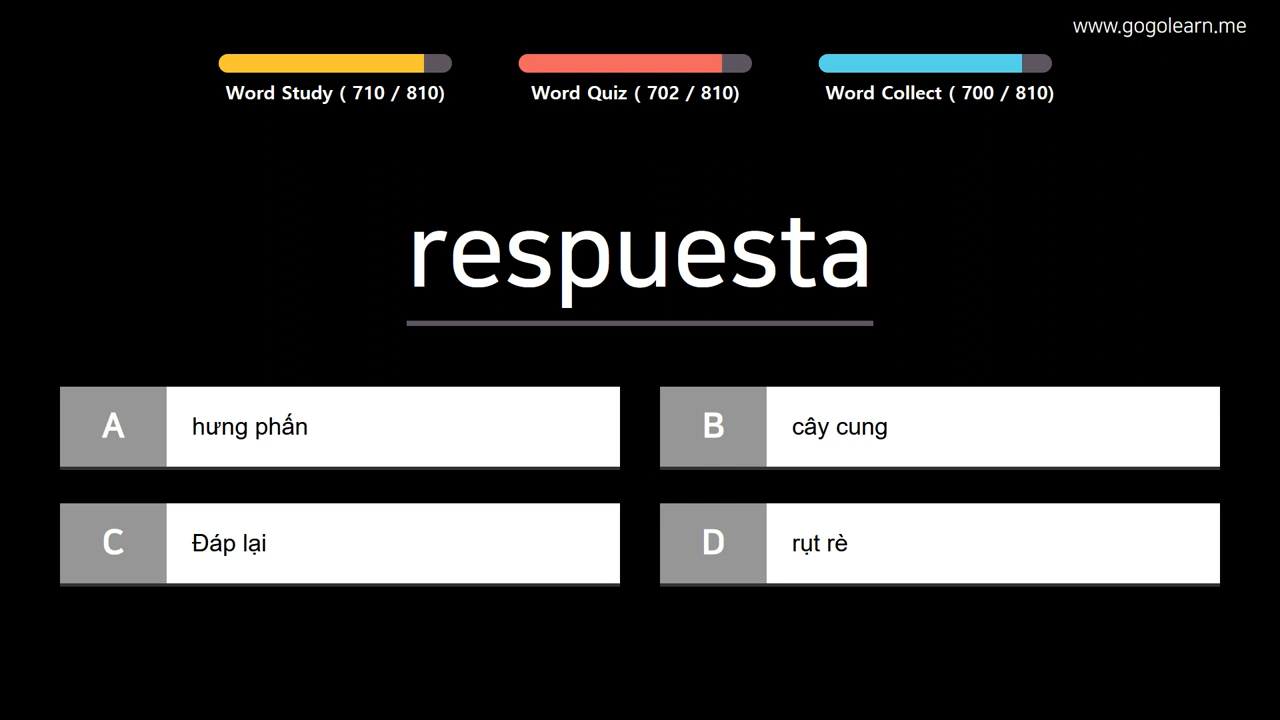 www.gogolearn.me
Word Study ( 710 / 810)
Word Quiz ( 702 / 810)
Word Collect ( 700 / 810)
respuesta
A
hưng phấn
B
cây cung
C
Đáp lại
D
rụt rè